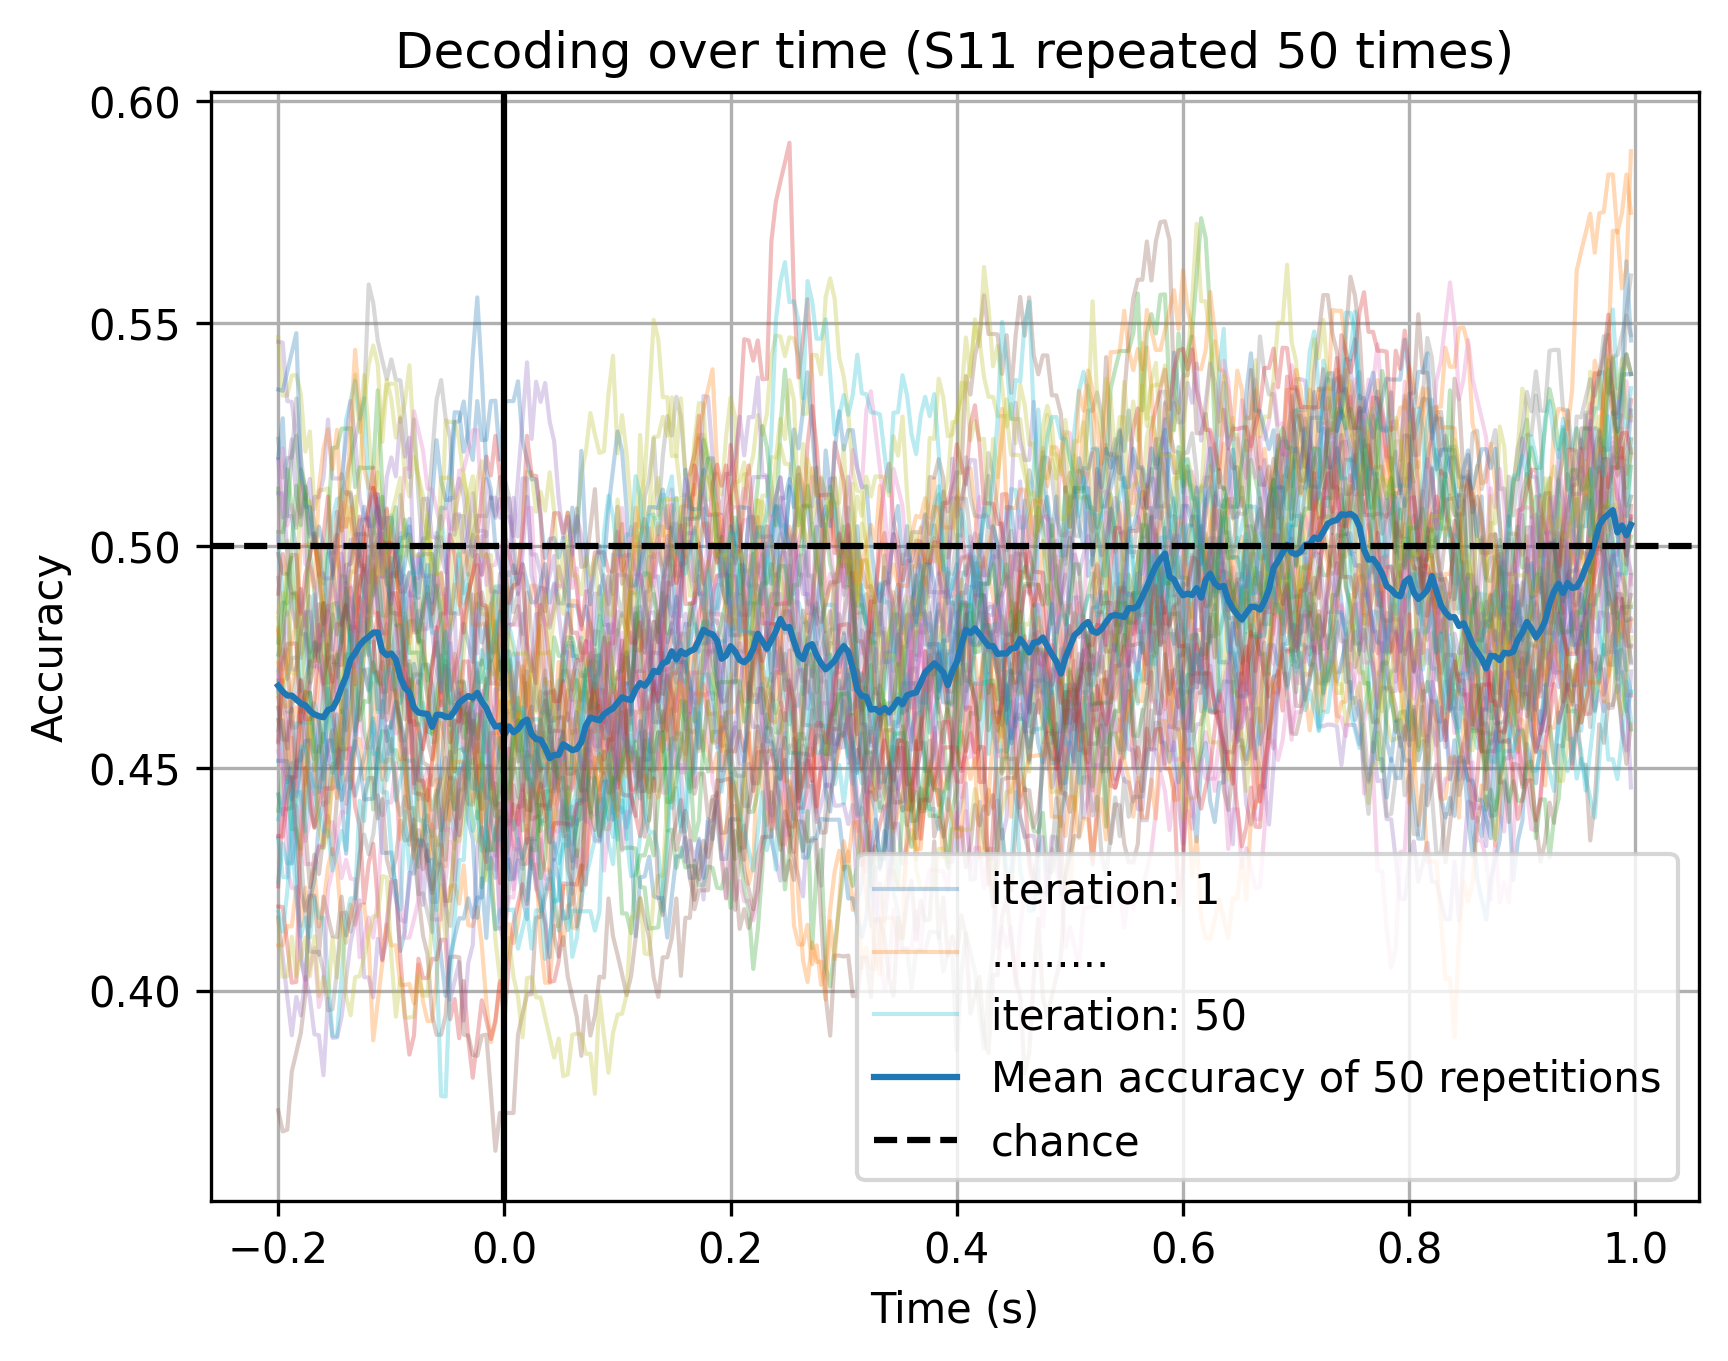 Decoding over time (S11 repeated 50 times)
0.60
0.55
0.50
0.45
0.40
Accuracy
iteration: 1
.........
iteration: 50
Mean accuracy of 50 repetitions
chance
−0.2 0.0 0.2 0.4 0.6 0.8 1.0
Time (s)